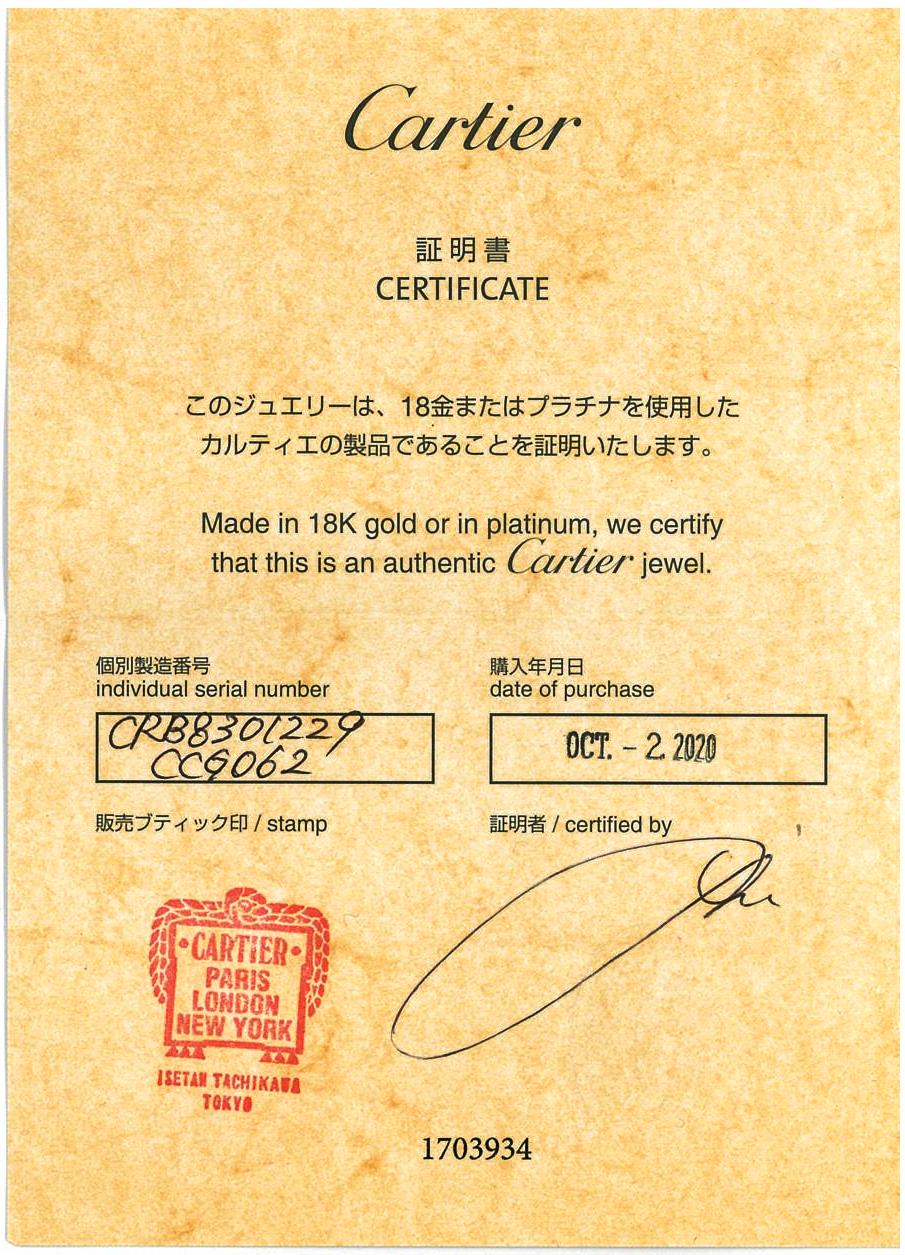 Cartier
証明書
CERTIFICATE
このジュエリーは、18金またはプラチナを使用した
カルティエの製品であることを証明いたします。
Made in 18K gold or in platinum, we certify
that this is an authentic Cartier jewel.
個別製造番号
individual serial number
CRB8301229
CCG062
購入年月日
date of purchase
OCT. - 2. 2020
販売ブティック印 / stamp
証明者 / certified by
•CARTIER•
PARIS
LONDON
NEW YORK
ISETAN TACHIKAWA
TOKYO
1703934